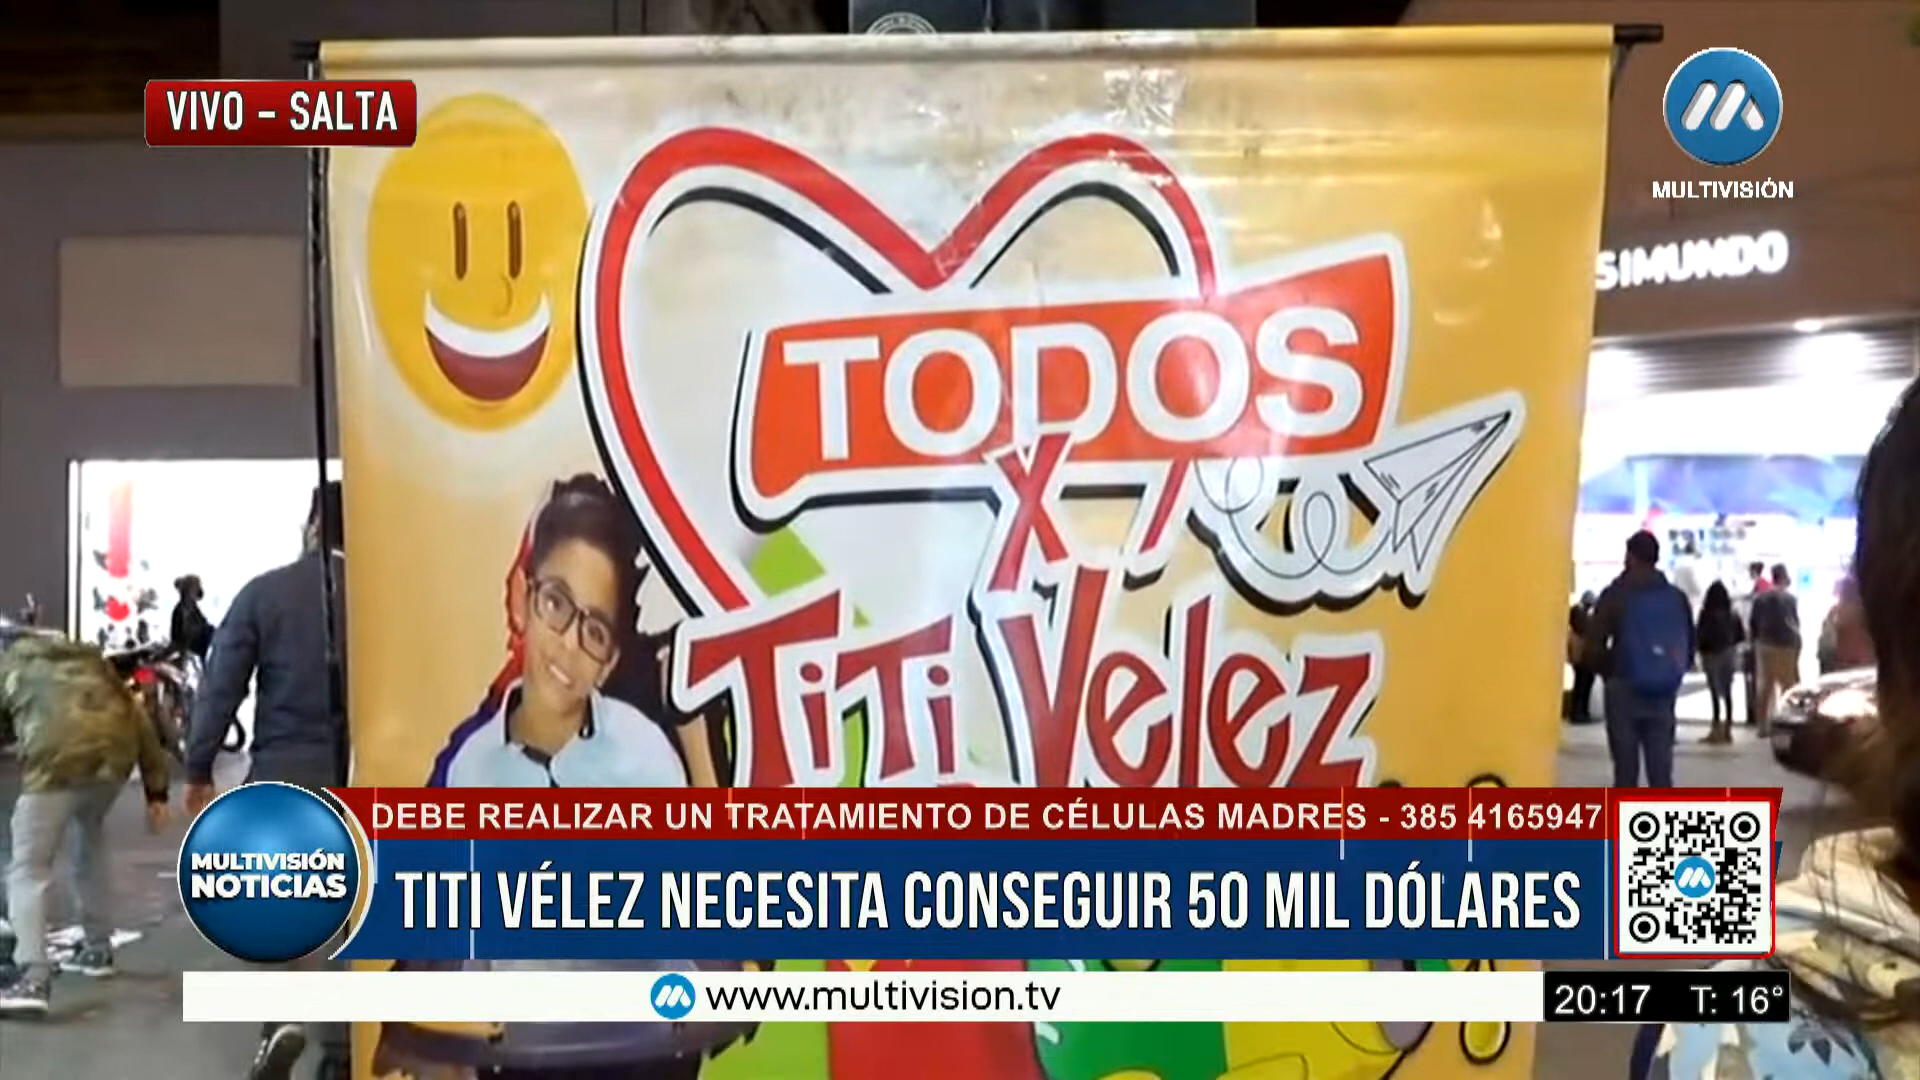 VIVO - SALTA
MULTIVISIÓN
SIMUNDO
TODOS
X
TiTi Velez
DEBE REALIZAR UN TRATAMIENTO DE CÉLULAS MADRES - 385 4165947
MULTIVISIÓN
NOTICIAS
TITI VÉLEZ NECESITA CONSEGUIR 50 MIL DÓLARES
www.multivision.tv
20:17 T: 16°